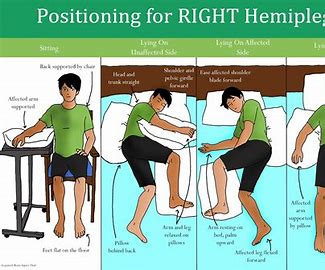 Positioning for RIGHT Hemiple
Sitting
Lying On
Unaffected Side
Lying On Affected
Side
Ly
Back supported by chair
Affected arm
supported
Feet flat on the floor
Head and
trunk straight
Shoulder and
pelvic girdle
forward
Pillow
behind back
Arm and leg
relaxed on
pillows
Ease affected shoulder
blade forward
Arm resting on
bed, palm
upward
Affected leg flexed
forward
Affected
arm
supported
by pillow